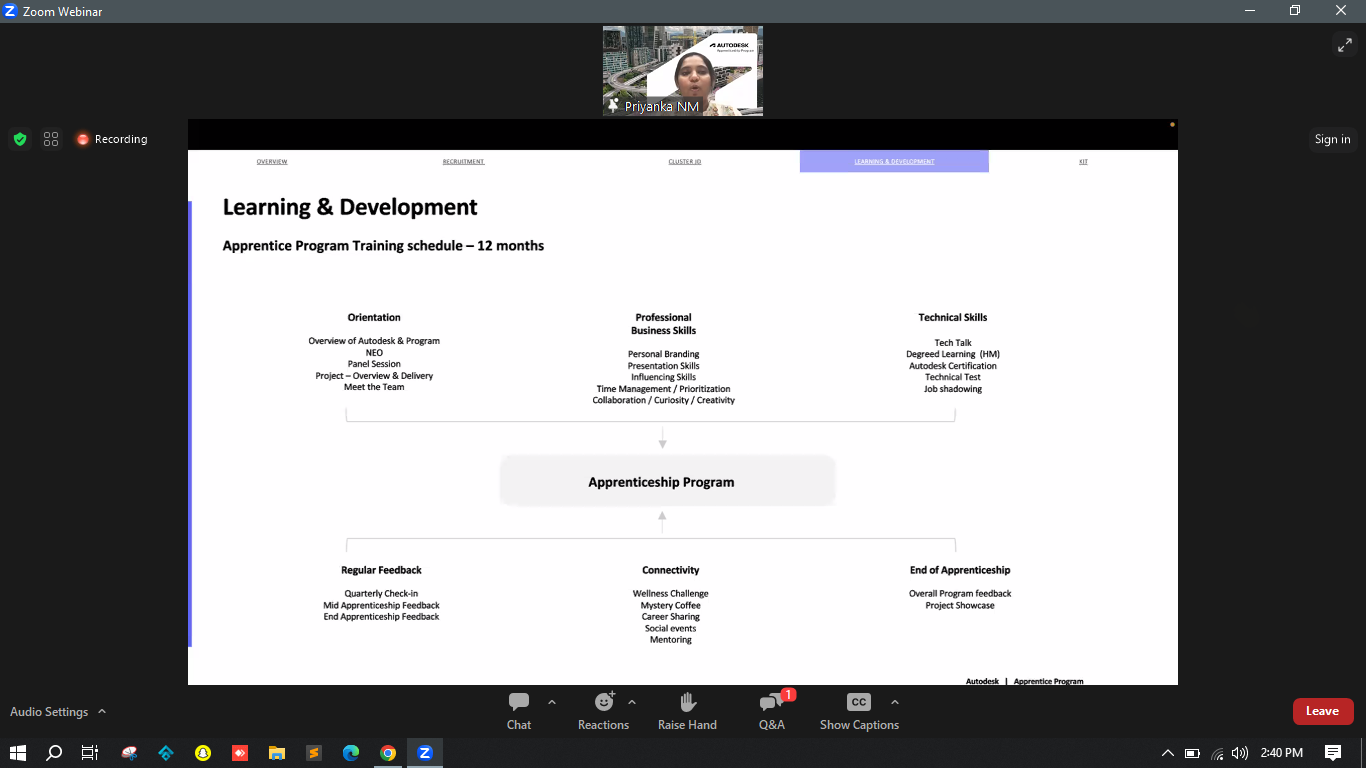 Zoom Webinar
AUTODESK
Apprenticeship Program
Priyanka NM
Recording
Sign in
OVERVIEW
RECRUITMENT
CLUSTER JD
LEARNING & DEVELOPMENT
KIT
Learning & Development
Apprentice Program Training schedule – 12 months
Orientation
Overview of Autodesk & Program
NEO
Panel Session
Project – Overview & Delivery
Meet the Team
Professional
Business Skills
Personal Branding
Presentation Skills
Influencing Skills
Time Management / Prioritization
Collaboration / Curiosity / Creativity
Technical Skills
Tech Talk
Degreed Learning (HM)
Autodesk Certification
Technical Test
Job shadowing
Apprenticeship Program
Regular Feedback
Quarterly Check-in
Mid Apprenticeship Feedback
End Apprenticeship Feedback
Connectivity
Wellness Challenge
Mystery Coffee
Career Sharing
Social events
Mentoring
End of Apprenticeship
Overall Program feedback
Project Showcase
Autodesk | Apprentice Program
Audio Settings
Chat
Reactions
Raise Hand
1
Q&A
CC
Show Captions
Leave
2:40 PM